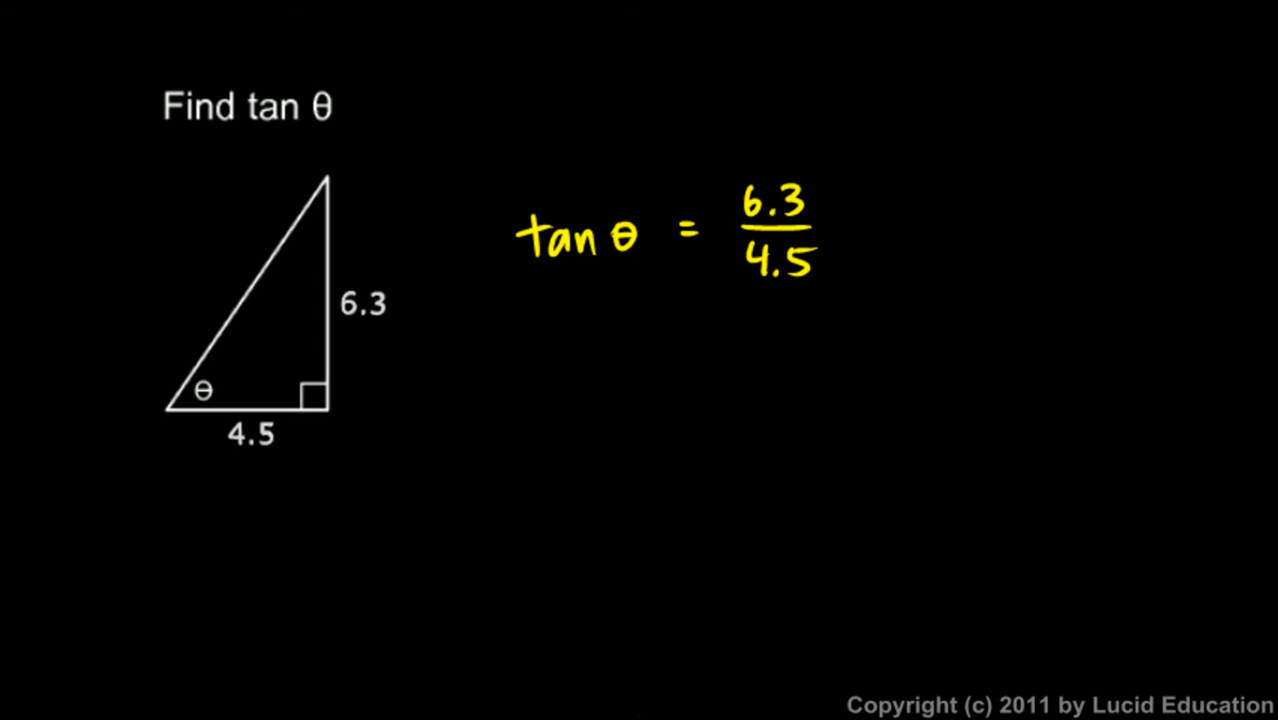 Find tan θ
tan θ = 6.3
4.5
6.3
θ
4.5
Copyright (c) 2011 by Lucid Education